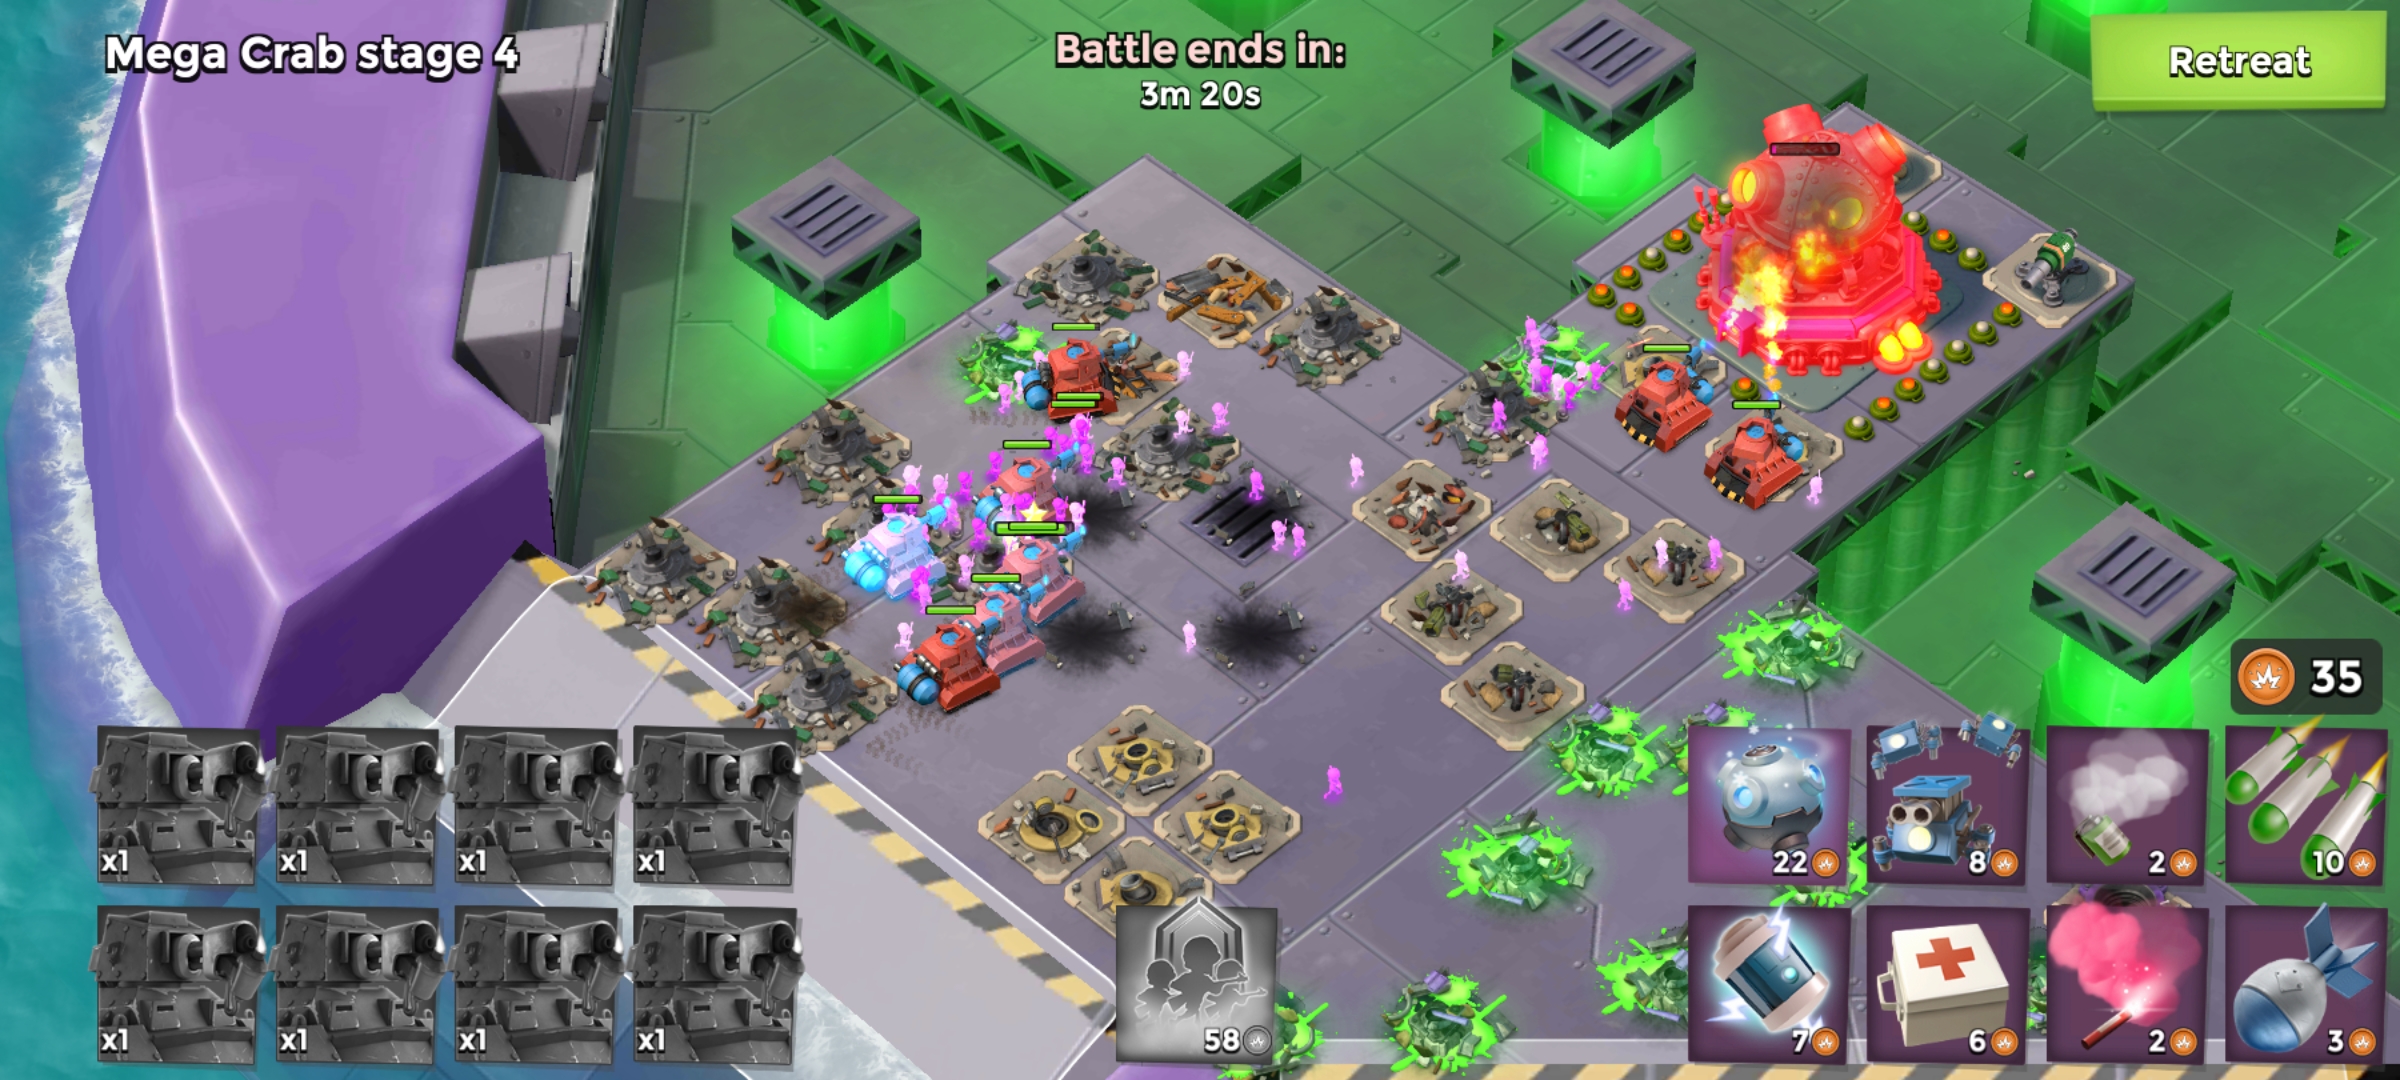 Mega Crab stage 4
Battle ends in:
3m 20s
Retreat
35
x1
x1
x1
x1
22
8
2
10
x1
x1
x1
x1
58
7
6
2
3